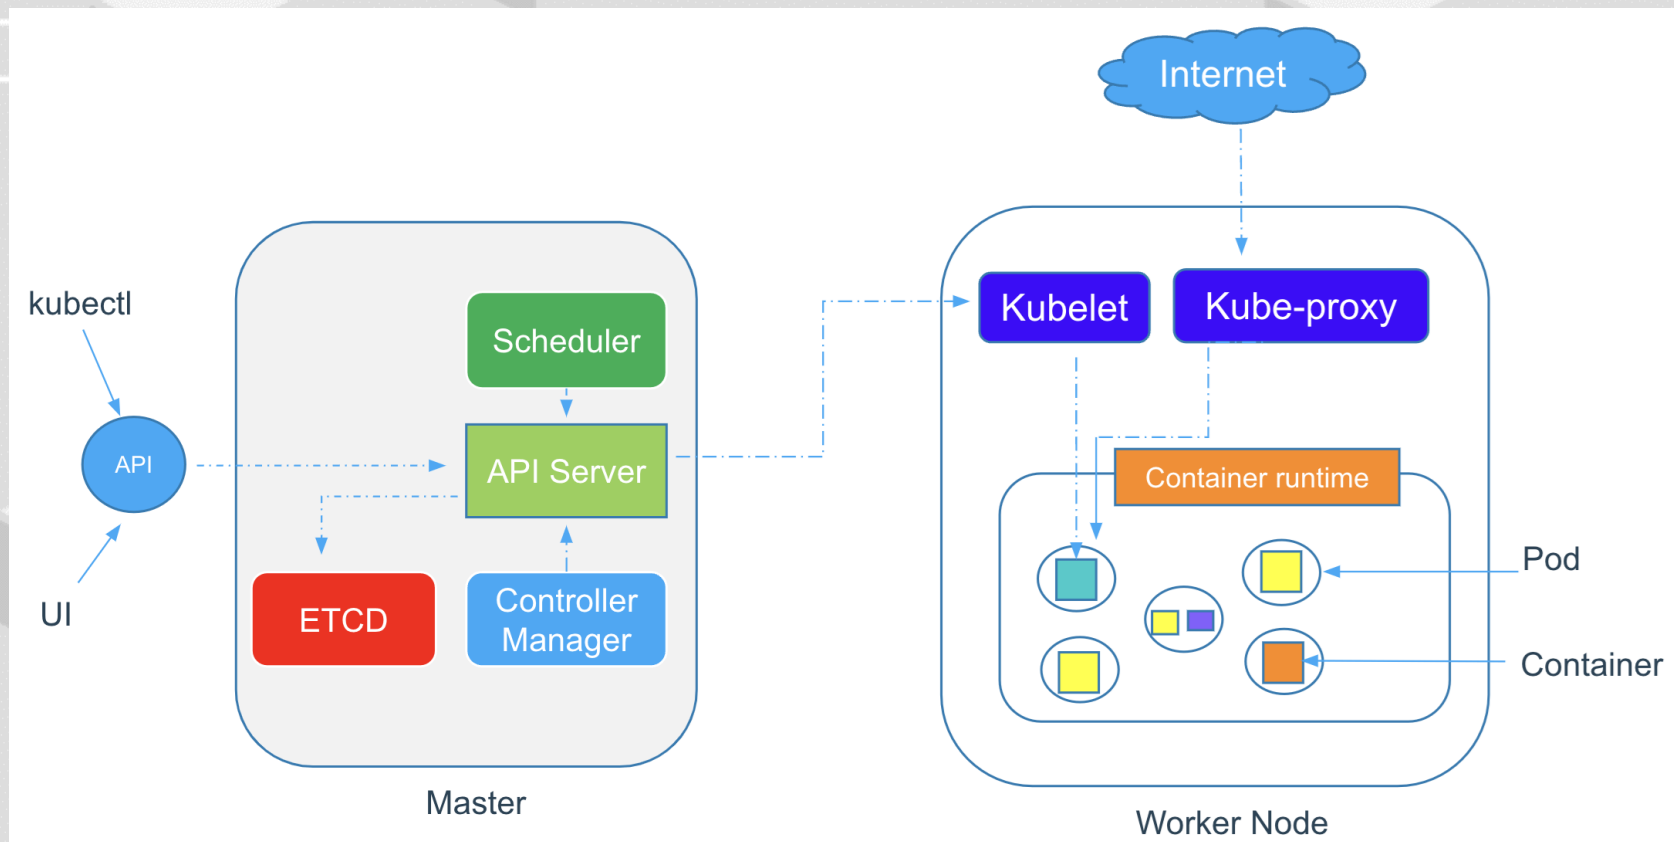 Internet
kubectl
Scheduler
Kubelet
Kube-proxy
API
API Server
Container runtime
UI
ETCD
Controller
Manager
Pod
Container
Master
Worker Node